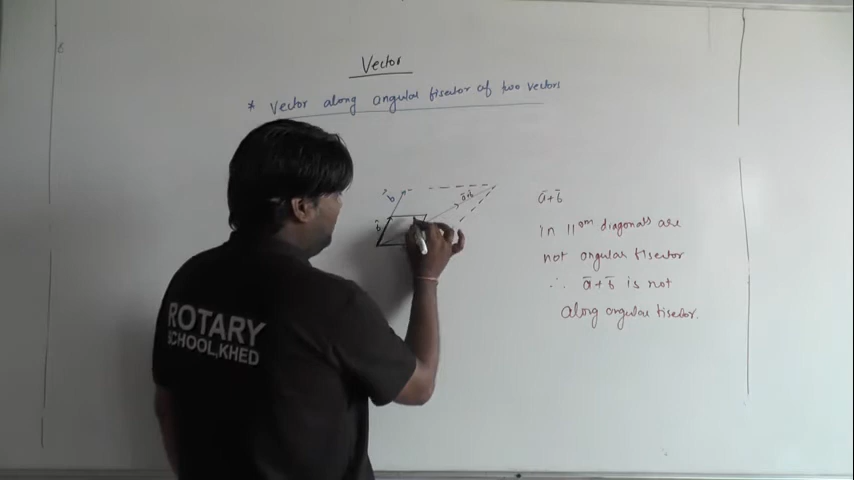 Vector
* Vector along angular bisector of two vectors
b̄
ā+b̄
b̄
ā+b̄
in 11om diagonals are
not angular bisector
∴ ā+b̄ is not
along angular bisector.
ROTARY
SCHOOL,KHED